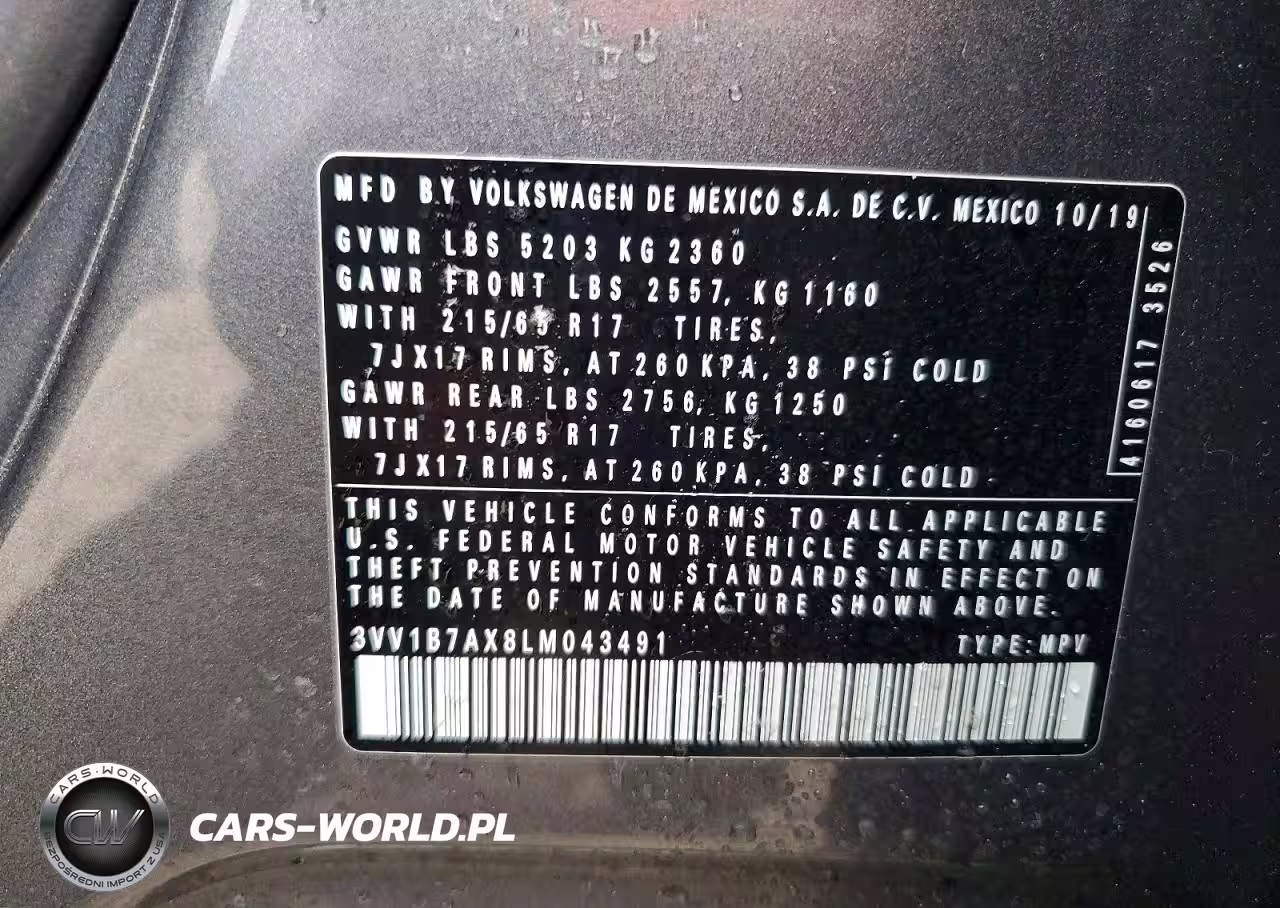 MFD BY VOLKSWAGEN DE MEXICO S.A. DE C.V. MEXICO 10/19
GVWR LBS 5203 KG 2360
GAWR FRONT LBS 2557, KG 1160
WITH 215/65 R17 TIRES,
7JX17 RIMS, AT 260 KPA, 38 PSI COLD
GAWR REAR LBS 2756, KG 1250
WITH 215/65 R17 TIRES,
7JX17 RIMS, AT 260 KPA, 38 PSI COLD
4160617 3526
THIS VEHICLE CONFORMS TO ALL APPLICABLE
U.S. FEDERAL MOTOR VEHICLE SAFETY AND
THEFT PREVENTION STANDARDS IN EFFECT ON
THE DATE OF MANUFACTURE SHOWN ABOVE.
3VV1B7AX8LM043491 TYPE: MPV
CARS-WORLD
CW
BEZPOŚREDNI IMPORT Z USA
CARS-WORLD.PL